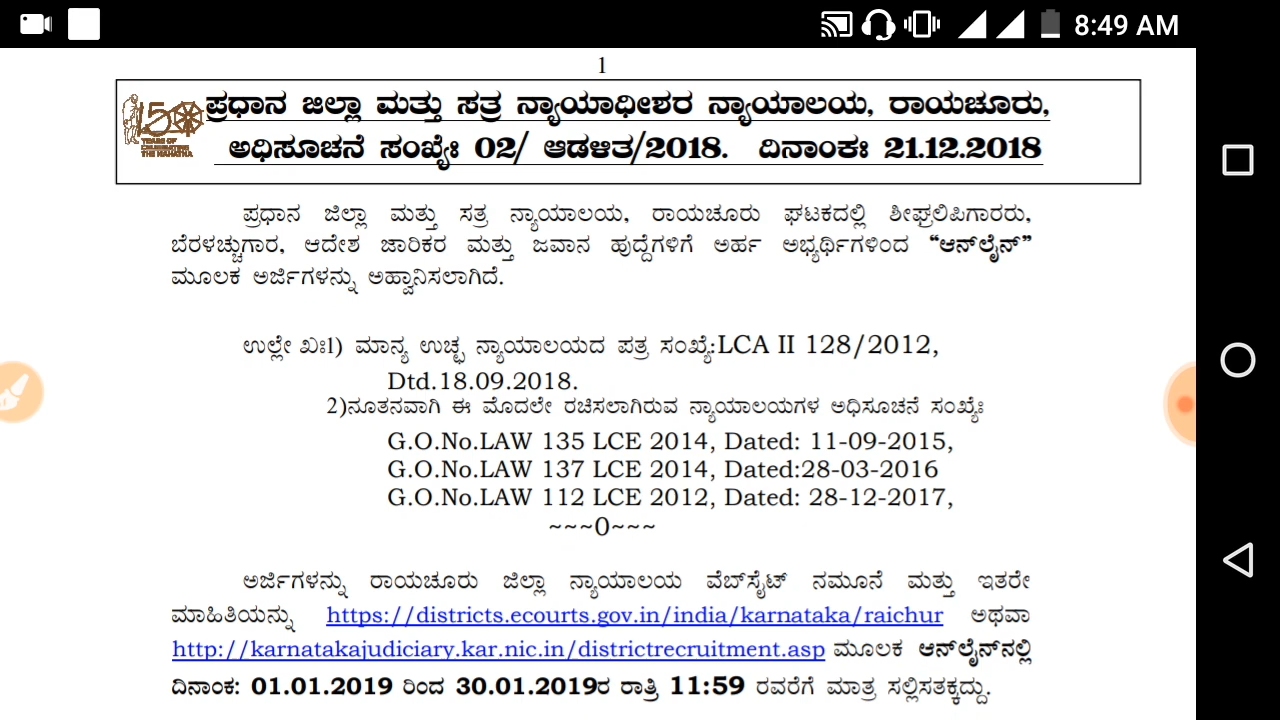 8:49 AM
1
150
YEARS OF
CELEBRATING
THE MAHATMA
ಪ್ರಧಾನ ಜಿಲ್ಲಾ ಮತ್ತು ಸತ್ರ ನ್ಯಾಯಾಧೀಶರ ನ್ಯಾಯಾಲಯ, ರಾಯಚೂರು,
ಅಧಿಸೂಚನೆ ಸಂಖ್ಯೆಃ 02/ ಆಡಳಿತ/2018. ದಿನಾಂಕಃ 21.12.2018
ಪ್ರಧಾನ ಜಿಲ್ಲಾ ಮತ್ತು ಸತ್ರ ನ್ಯಾಯಾಲಯ, ರಾಯಚೂರು ಘಟಕದಲ್ಲಿ ಶೀಘ್ರಲಿಪಿಗಾರರು,
ಬೆರಳಚ್ಚುಗಾರ, ಆದೇಶ ಜಾರಿಕರ ಮತ್ತು ಜವಾನ ಹುದ್ದೆಗಳಿಗೆ ಅರ್ಹ ಅಭ್ಯರ್ಥಿಗಳಿಂದ “ಆನ್‌ಲೈನ್”
ಮೂಲಕ ಅರ್ಜಿಗಳನ್ನು ಅಹ್ವಾನಿಸಲಾಗಿದೆ.
ಉಲ್ಲೇ ಖಃ1) ಮಾನ್ಯ ಉಚ್ಛ ನ್ಯಾಯಾಲಯದ ಪತ್ರ ಸಂಖ್ಯೆ:LCA II 128/2012,
Dtd.18.09.2018.
2)ನೂತನವಾಗಿ ಈ ಮೊದಲೇ ರಚಿಸಲಾಗಿರುವ ನ್ಯಾಯಾಲಯಗಳ ಅಧಿಸೂಚನೆ ಸಂಖ್ಯೆಃ
G.O.No.LAW 135 LCE 2014, Dated: 11-09-2015,
G.O.No.LAW 137 LCE 2014, Dated:28-03-2016
G.O.No.LAW 112 LCE 2012, Dated: 28-12-2017,
~~~0~~~
ಅರ್ಜಿಗಳನ್ನು ರಾಯಚೂರು ಜಿಲ್ಲಾ ನ್ಯಾಯಾಲಯ ವೆಬ್‌ಸೈಟ್ ನಮೂನೆ ಮತ್ತು ಇತರೇ
ಮಾಹಿತಿಯನ್ನು https://districts.ecourts.gov.in/india/karnataka/raichur ಅಥವಾ
http://karnatakajudiciary.kar.nic.in/districtrecruitment.asp ಮೂಲಕ ಆನ್‌ಲೈನ್‌ನಲ್ಲಿ
ದಿನಾಂಕ: 01.01.2019 ರಿಂದ 30.01.2019ರ ರಾತ್ರಿ 11:59 ರವರೆಗೆ ಮಾತ್ರ ಸಲ್ಲಿಸತಕ್ಕದ್ದು.